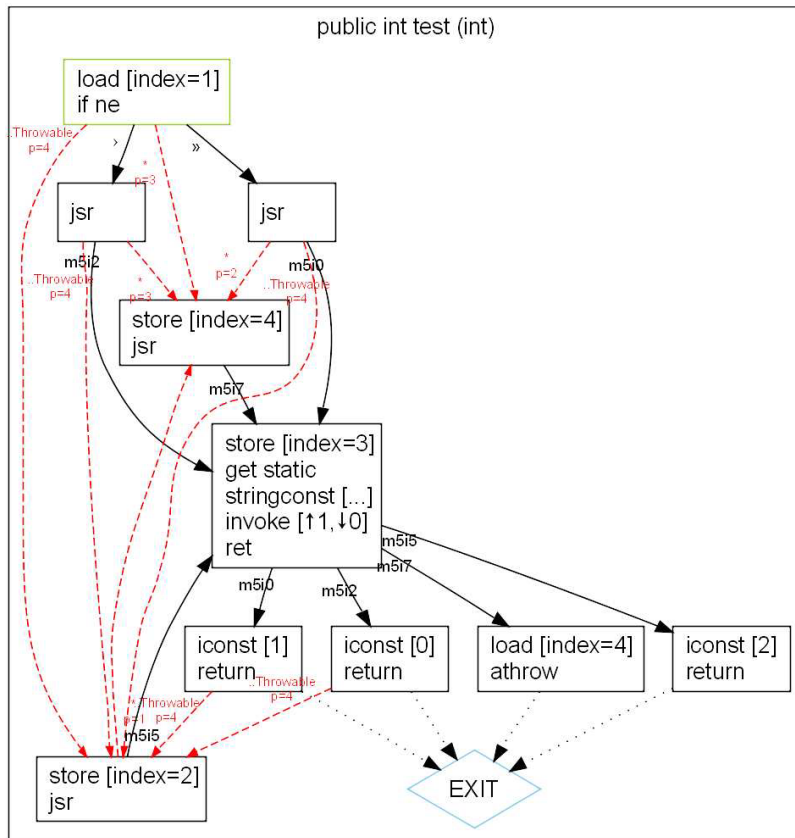 public int test (int)
load [index=1]
if ne
..Throwable
p=4
›
»
*
p=3
jsr
jsr
m5i2
m5i0
..Throwable
p=4
*
p=3
*
p=2
..Throwable
p=4
store [index=4]
jsr
m5i7
store [index=3]
get static
stringconst [...]
invoke [↑1,↓0]
ret
m5i5
m5i7
m5i0
m5i2
iconst [1]
return
iconst [0]
return
load [index=4]
athrow
iconst [2]
return
..Throwable
p=4
*
p=1
..Throwable
p=4
m5i5
store [index=2]
jsr
EXIT